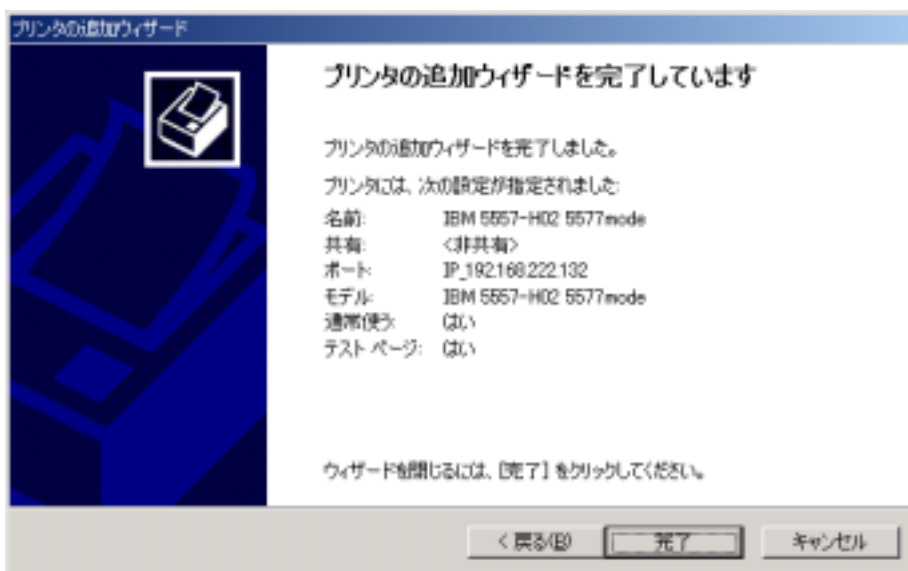 プリンタの追加ウィザード
プリンタの追加ウィザードを完了しています
プリンタの追加ウィザードを完了しました。
プリンタには、次の設定が指定されました:
名前: IBM 5557-H02 5577mode
共有: <非共有>
ポート: IP_192.168.222.132
モデル: IBM 5557-H02 5577mode
通常使う: はい
テスト ページ: はい
ウィザードを閉じるには、[完了] をクリックしてください。
< 戻る(B) 完了 キャンセル